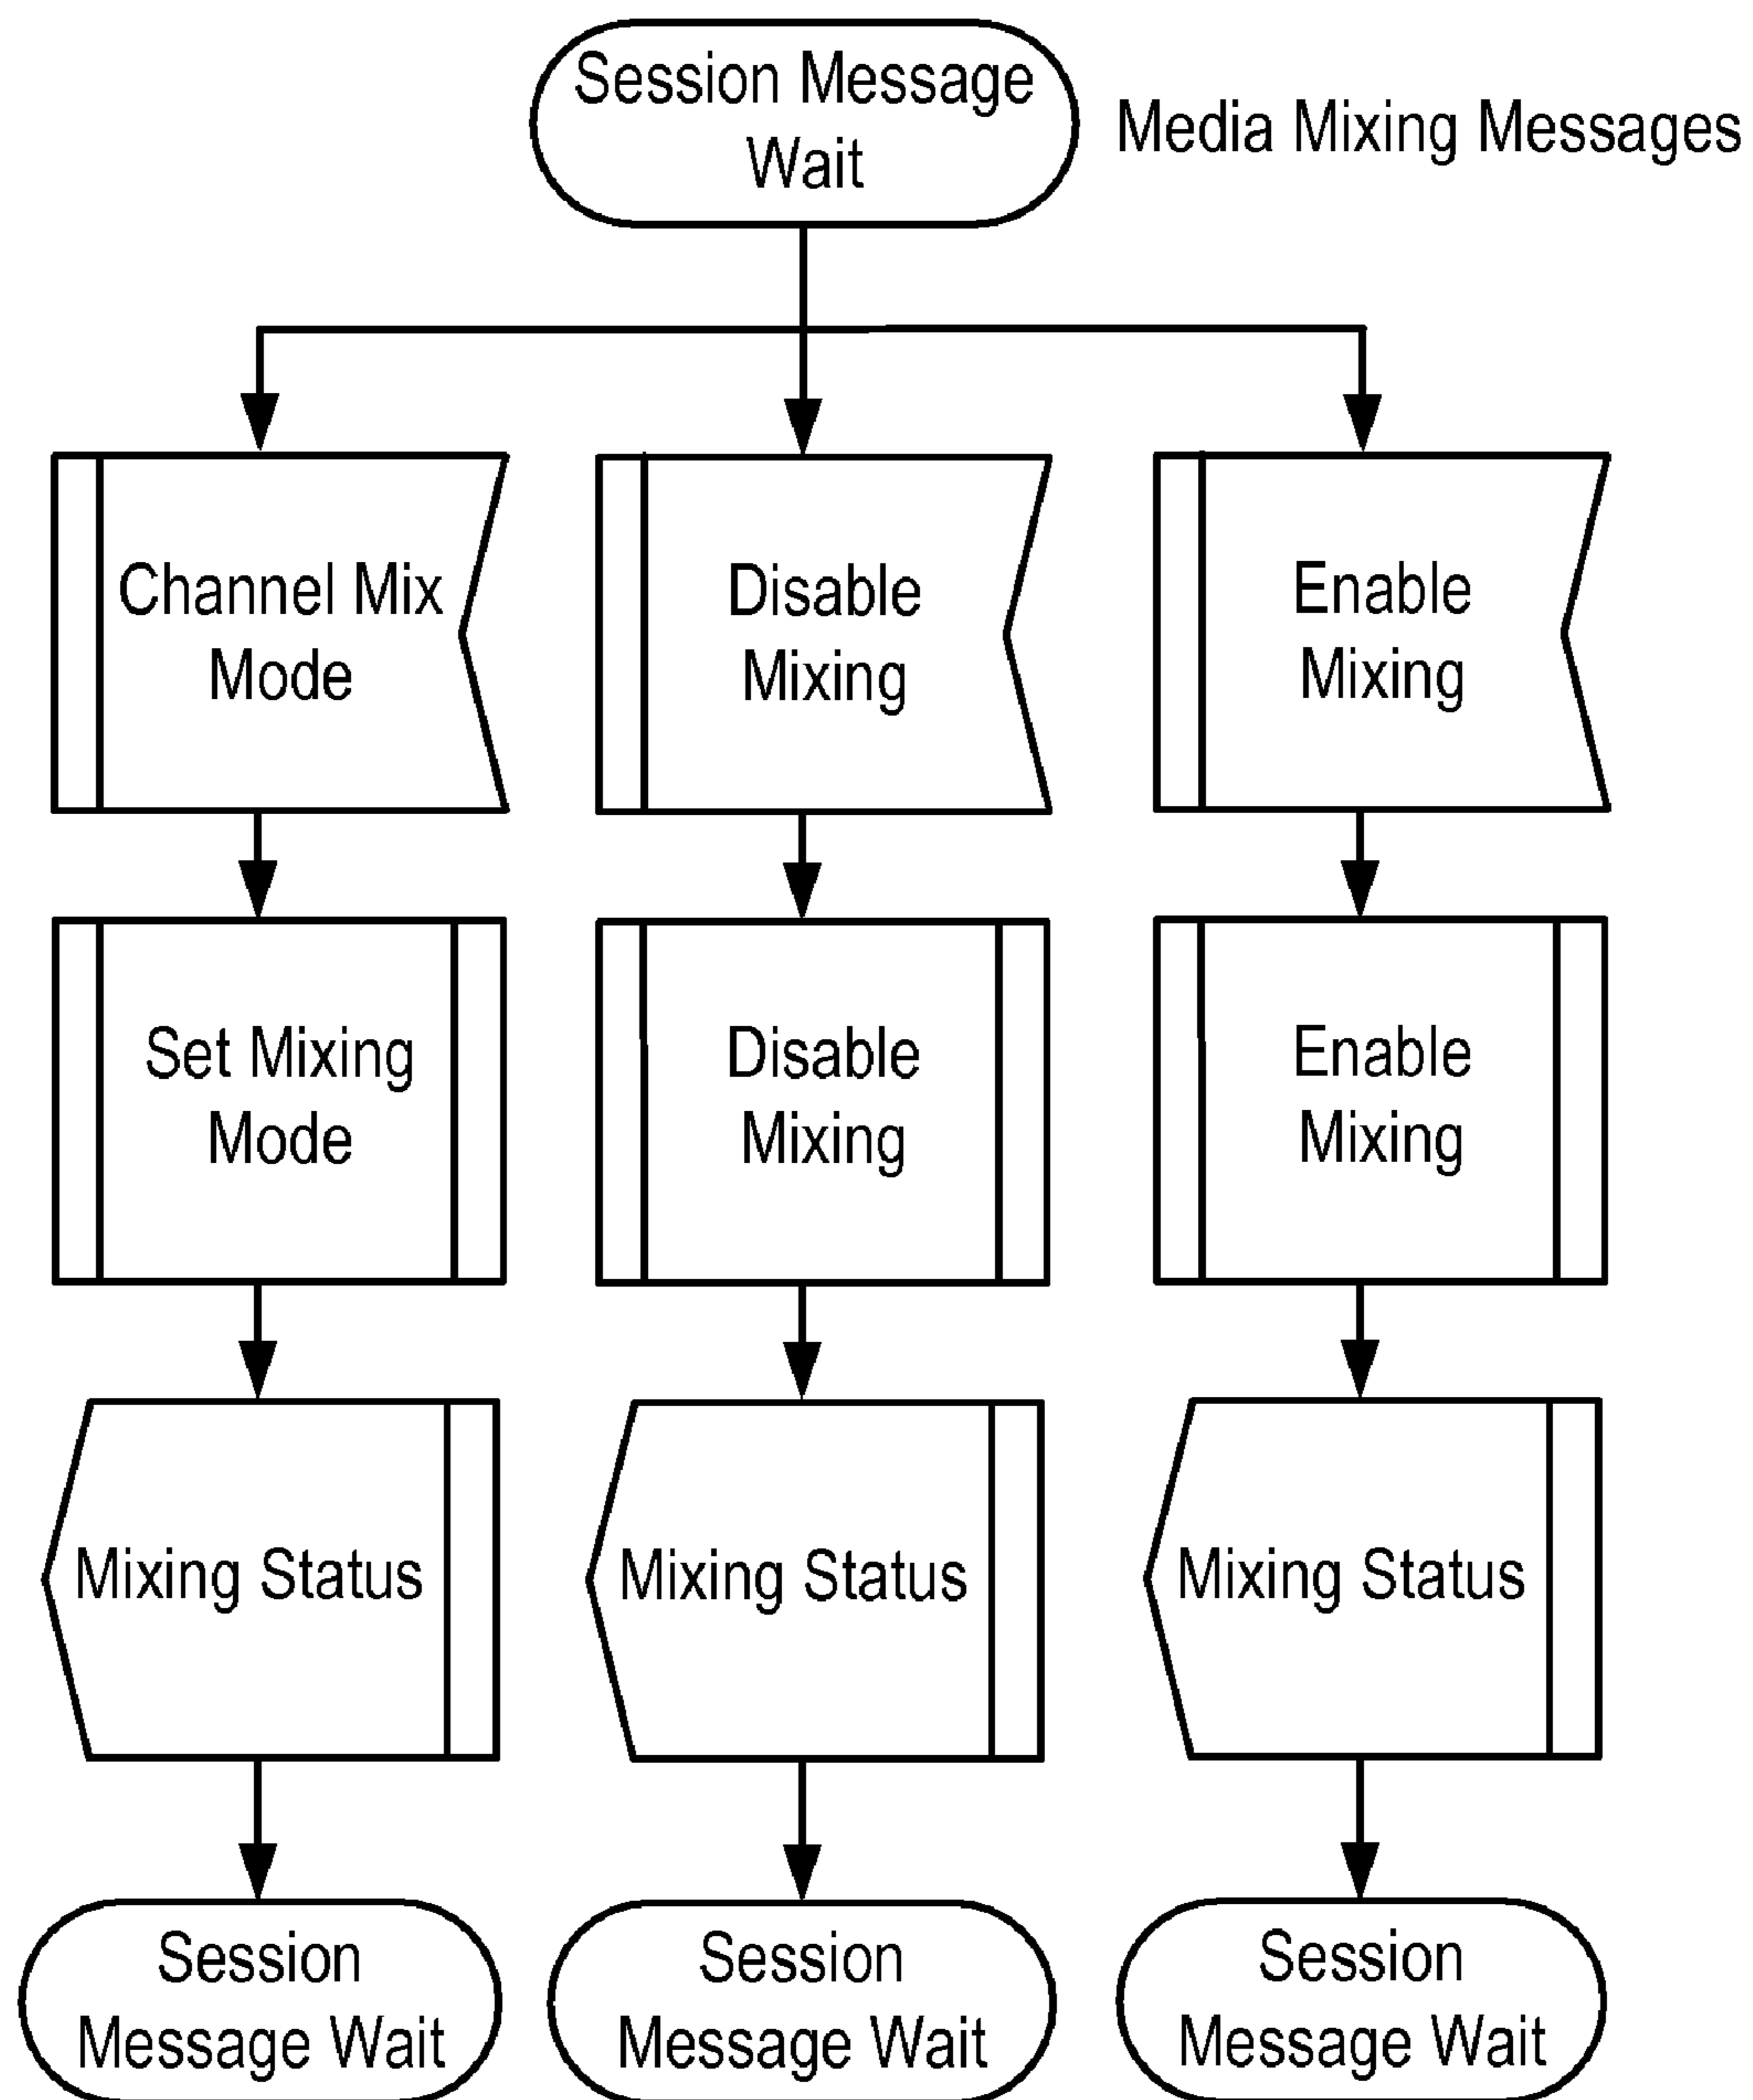 Session Message
Wait
Media Mixing Messages
Channel Mix
Mode
Disable
Mixing
Enable
Mixing
Set Mixing
Mode
Disable
Mixing
Enable
Mixing
Mixing Status
Mixing Status
Mixing Status
Session
Message Wait
Session
Message Wait
Session
Message Wait